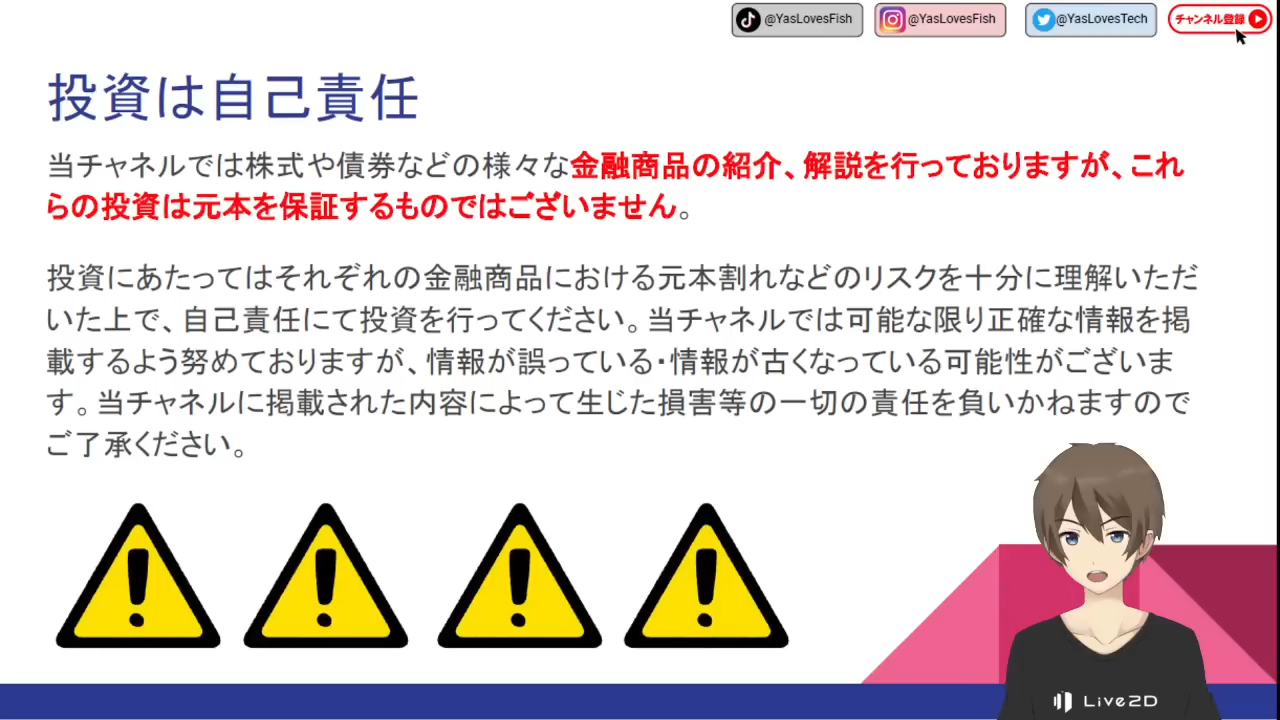 @YasLovesFish
@YasLovesFish
@YasLovesTech
チャンネル登録
投資は自己責任
当チャネルでは株式や債券などの様々な金融商品の紹介、解説を行っておりますが、これ
らの投資は元本を保証するものではございません。
投資にあたってはそれぞれの金融商品における元本割れなどのリスクを十分に理解いただ
いた上で、自己責任にて投資を行ってください。当チャネルでは可能な限り正確な情報を掲
載するよう努めておりますが、情報が誤っている・情報が古くなっている可能性がございま
す。当チャネルに掲載された内容によって生じた損害等の一切の責任を負いかねますので
ご了承ください。
Live2D